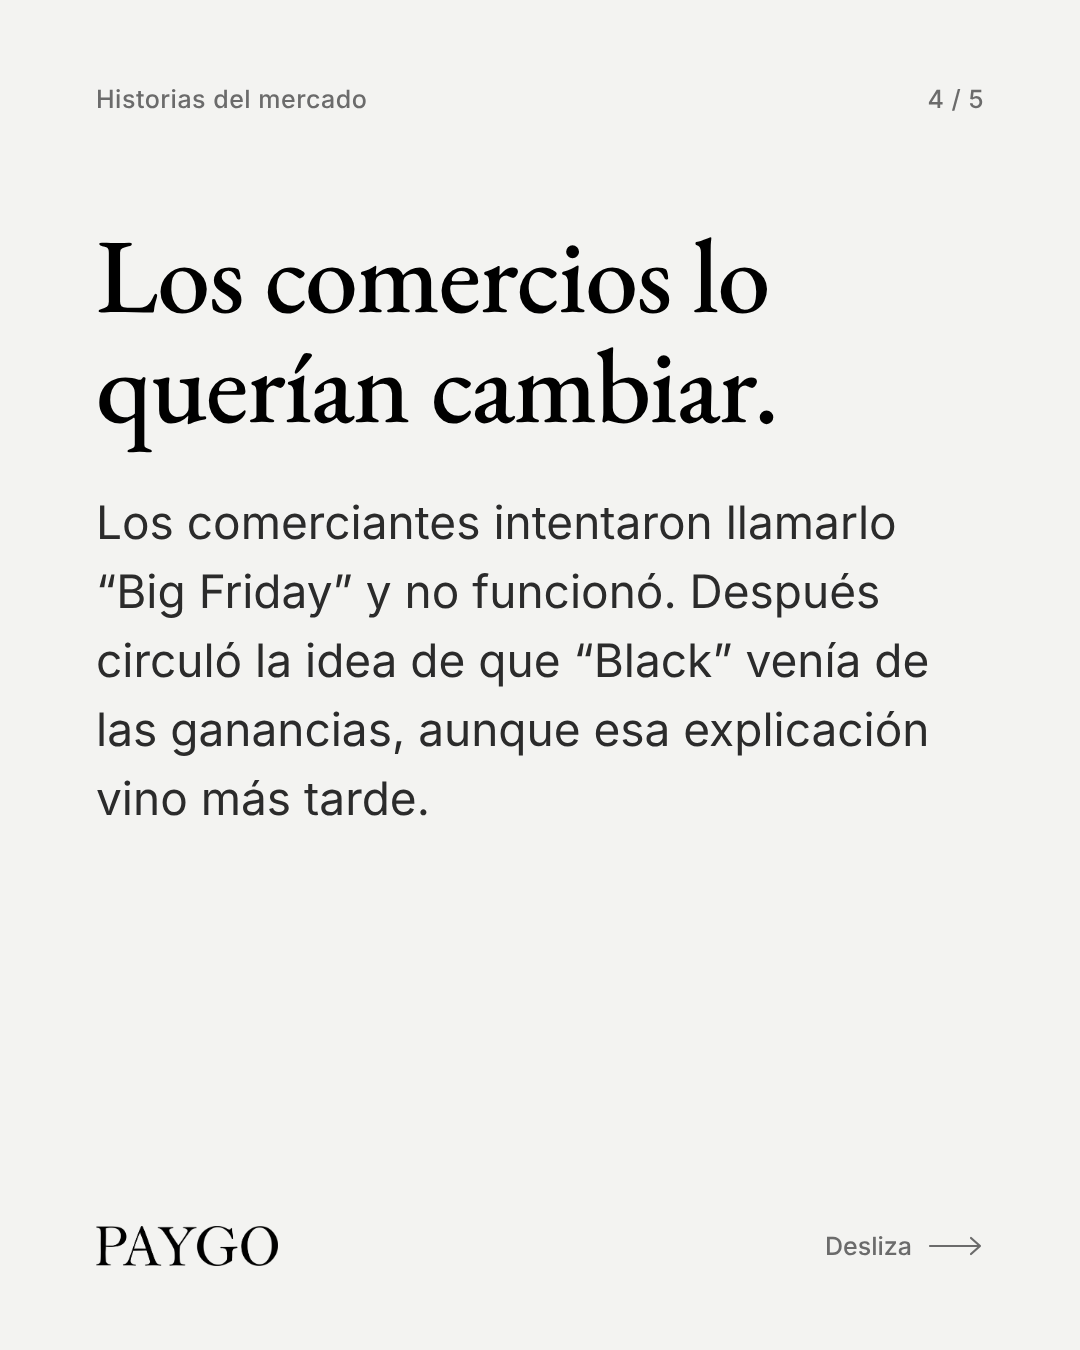 Historias del mercado
4 / 5
Los comercios lo
querían cambiar.
Los comerciantes intentaron llamarlo
“Big Friday” y no funcionó. Después
circuló la idea de que “Black” venía de
las ganancias, aunque esa explicación
vino más tarde.
PAYGO
Desliza